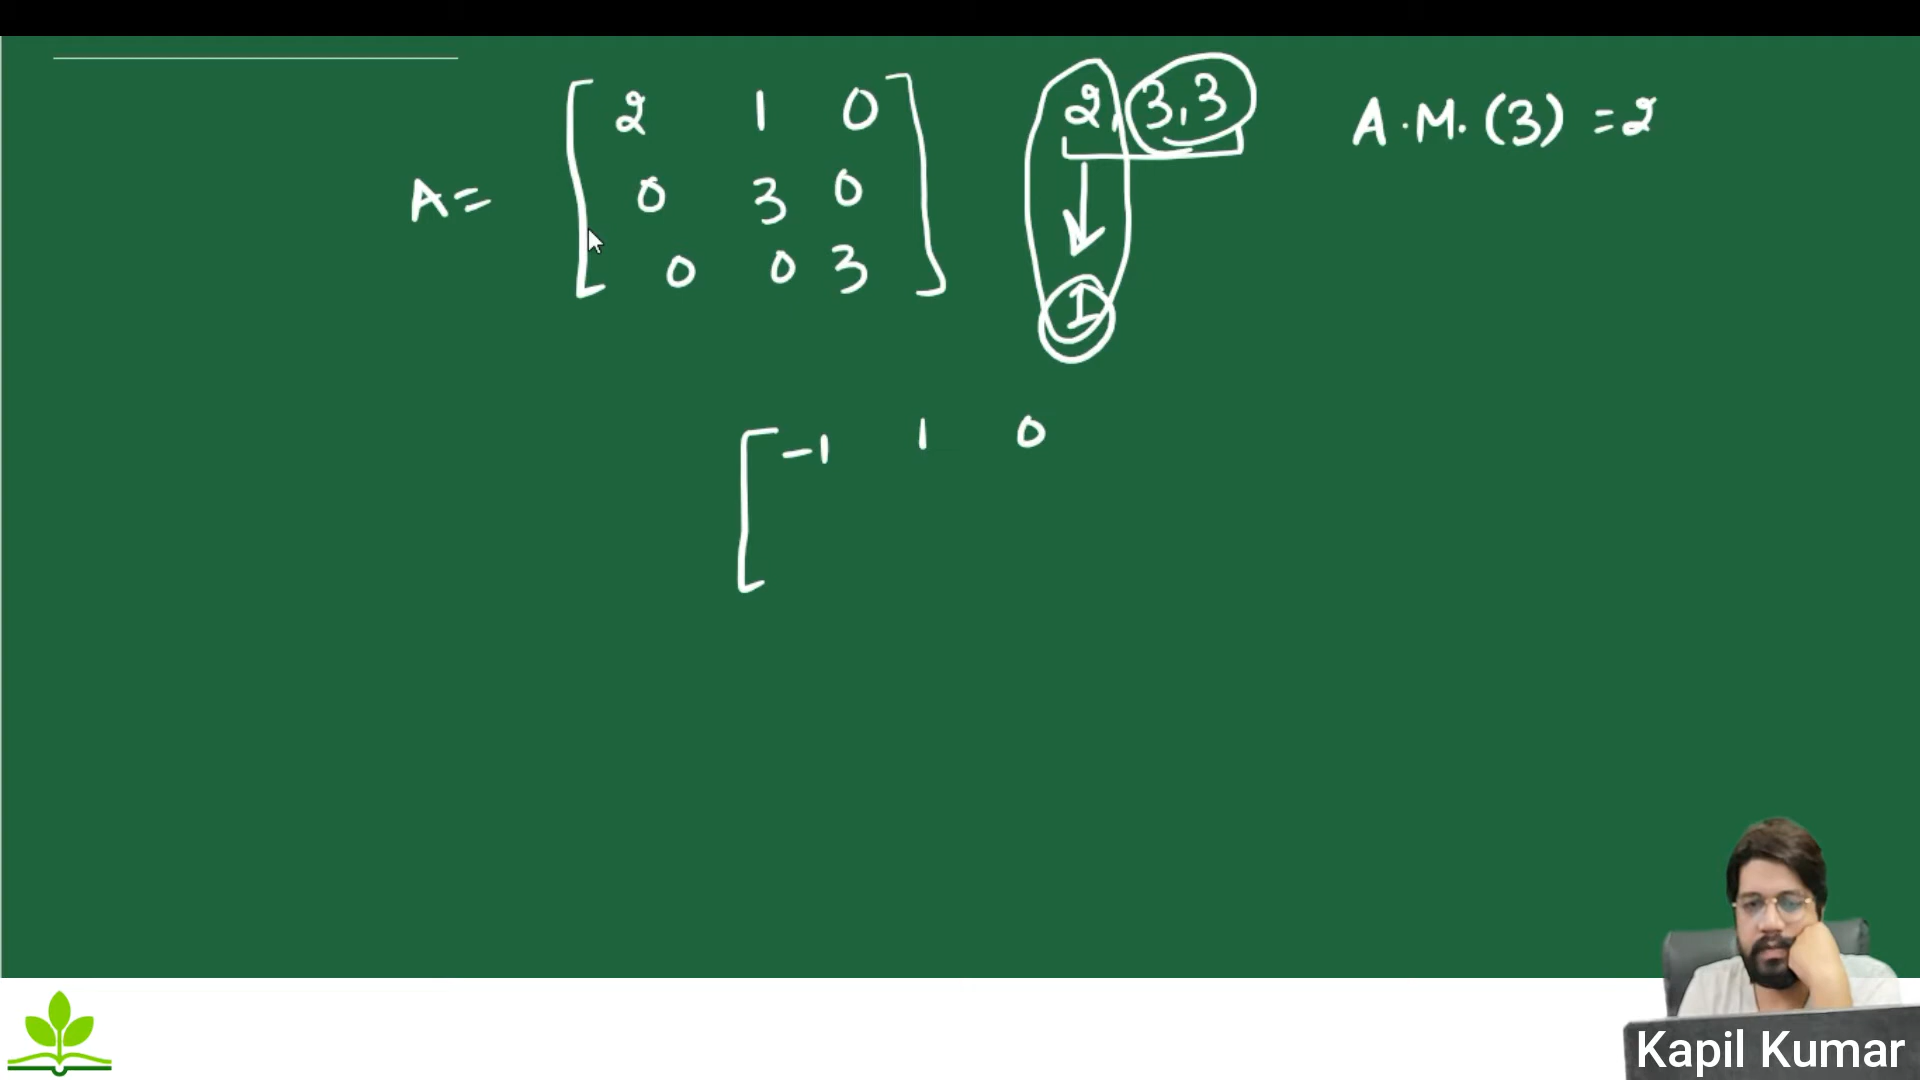 A = [ 2 1 0
0 3 0
0 0 3 ]
2, 3, 3
1
A.M. (3) = 2
[ -1 1 0
Kapil Kumar